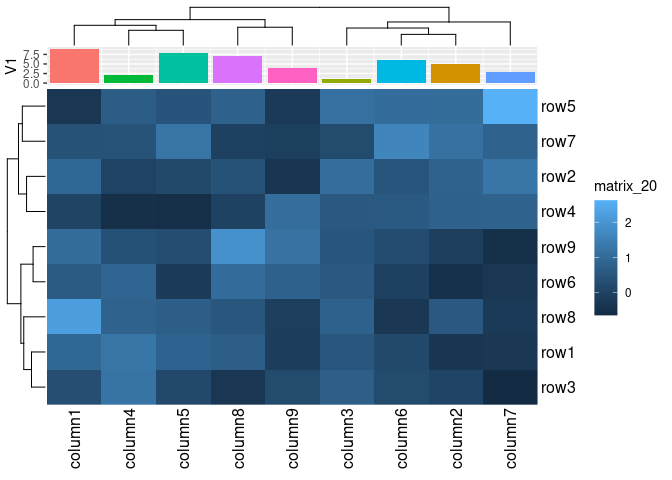 V1
7.5
5.0
2.5
0.0
row5
row7
row2
row4
row9
row6
row8
row1
row3
matrix_20
2
1
0
column1
column4
column5
column8
column9
column3
column6
column2
column7